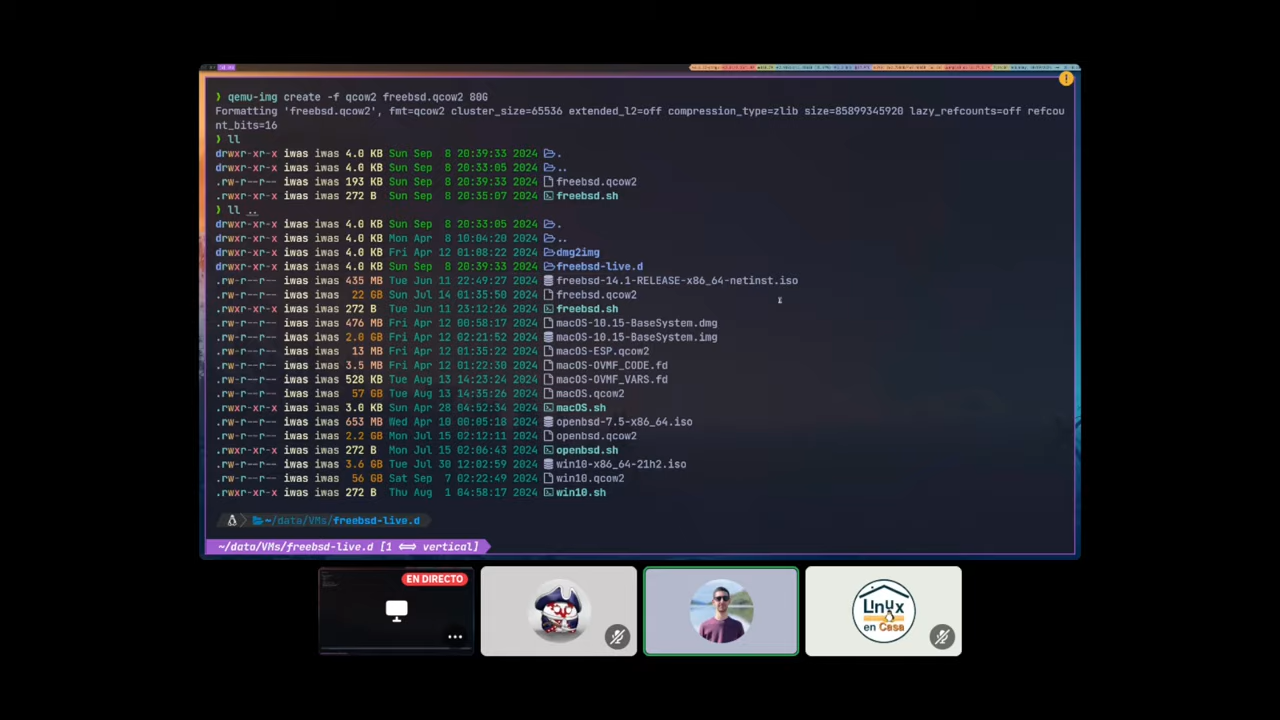 ❯ qemu-img create -f qcow2 freebsd.qcow2 80G
Formatting 'freebsd.qcow2', fmt=qcow2 cluster_size=65536 extended_l2=off compression_type=zlib size=85899345920 lazy_refcounts=off refcou
nt_bits=16
❯ ll
drwxr-xr-x iwas iwas 4.0 KB Sun Sep  8 20:39:33 2024 .
drwxr-xr-x iwas iwas 4.0 KB Sun Sep  8 20:33:05 2024 ..
.rw-r--r-- iwas iwas 193 KB Sun Sep  8 20:39:33 2024 freebsd.qcow2
.rwxr-xr-x iwas iwas 272 B  Sun Sep  8 20:35:07 2024 freebsd.sh
❯ ll ..
drwxr-xr-x iwas iwas 4.0 KB Sun Sep  8 20:33:05 2024 .
drwxr-xr-x iwas iwas 4.0 KB Mon Apr  8 10:04:20 2024 ..
drwxr-xr-x iwas iwas 4.0 KB Fri Apr 12 01:08:22 2024 dmg2img
drwxr-xr-x iwas iwas 4.0 KB Sun Sep  8 20:39:33 2024 freebsd-live.d
.rw-r--r-- iwas iwas 435 MB Tue Jun 11 22:49:27 2024 freebsd-14.1-RELEASE-x86_64-netinst.iso
.rw-r--r-- iwas iwas  22 GB Sun Jul 14 01:35:50 2024 freebsd.qcow2
.rwxr-xr-x iwas iwas 272 B  Tue Jun 11 23:12:26 2024 freebsd.sh
.rw-r--r-- iwas iwas 476 MB Fri Apr 12 00:58:17 2024 macOS-10.15-BaseSystem.dmg
.rw-r--r-- iwas iwas 2.0 GB Fri Apr 12 02:21:52 2024 macOS-10.15-BaseSystem.img
.rw-r--r-- iwas iwas  13 MB Fri Apr 12 01:35:22 2024 macOS-ESP.qcow2
.rw-r--r-- iwas iwas 3.5 MB Fri Apr 12 01:22:30 2024 macOS-OVMF_CODE.fd
.rw-r--r-- iwas iwas 528 KB Tue Aug 13 14:23:24 2024 macOS-OVMF_VARS.fd
.rw-r--r-- iwas iwas  57 GB Tue Aug 13 14:35:26 2024 macOS.qcow2
.rwxr-xr-x iwas iwas 3.0 KB Sun Apr 28 04:52:34 2024 macOS.sh
.rw-r--r-- iwas iwas 653 MB Wed Apr 10 00:05:18 2024 openbsd-7.5-x86_64.iso
.rw-r--r-- iwas iwas 2.2 GB Mon Jul 15 02:12:11 2024 openbsd.qcow2
.rwxr-xr-x iwas iwas 272 B  Mon Jul 15 02:06:43 2024 openbsd.sh
.rw-r--r-- iwas iwas 3.6 GB Tue Jul 30 12:02:59 2024 win10-x86_64-21h2.iso
.rw-r--r-- iwas iwas  56 GB Sat Sep  7 02:22:49 2024 win10.qcow2
.rwxr-xr-x iwas iwas 272 B  Thu Aug  1 04:58:17 2024 win10.sh
~/data/VMs/freebsd-live.d
~/data/VMs/freebsd-live.d [1 ⟺ vertical]
EN DIRECTO
Linux
en Casa